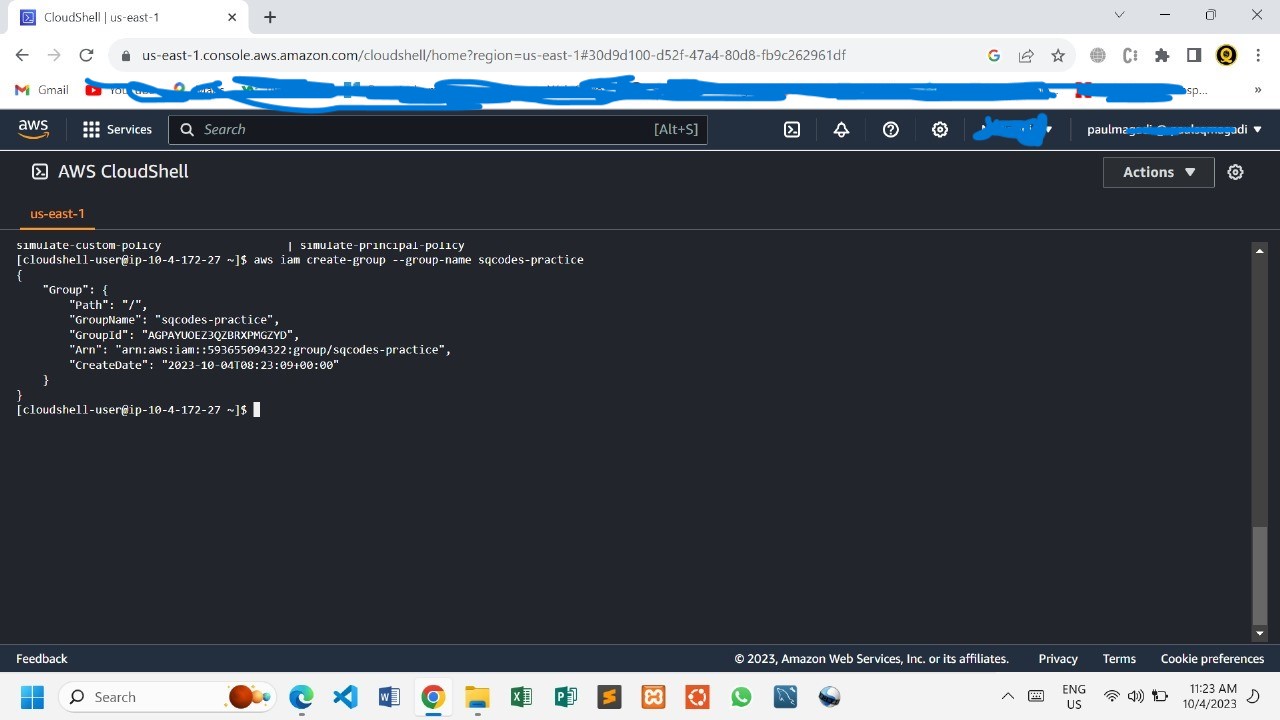 CloudShell | us-east-1
us-east-1.console.aws.amazon.com/cloudshell/home?region=us-east-1#30d9d100-d52f-47a4-80d8-fb9c262961df
Gmail
aws Services Search [Alt+S]
AWS CloudShell Actions
us-east-1
simulate-custom-policy | simulate-principal-policy
[cloudshell-user@ip-10-4-172-27 ~]$ aws iam create-group --group-name sqcodes-practice
{
"Group": {
"Path": "/",
"GroupName": "sqcodes-practice",
"GroupId": "AGPAYUOEZ3QZBRXPMGZYD",
"Arn": "arn:aws:iam::593655094322:group/sqcodes-practice",
"CreateDate": "2023-10-04T08:23:09+00:00"
}
}
[cloudshell-user@ip-10-4-172-27 ~]$
Feedback © 2023, Amazon Web Services, Inc. or its affiliates. Privacy Terms Cookie preferences
Search ENG US 11:23 AM 10/4/2023